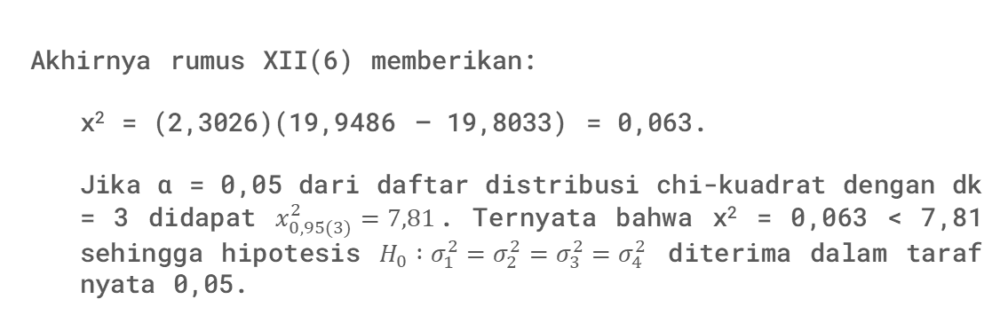 Akhirnya rumus XII(6) memberikan:
x² = (2,3026)(19,9486 – 19,8033) = 0,063.
Jika α = 0,05 dari daftar distribusi chi-kuadrat dengan dk
= 3 didapat x²₀,₉₅₍₃₎ = 7,81 . Ternyata bahwa x² = 0,063 < 7,81
sehingga hipotesis H₀ : σ₁² = σ₂² = σ₃² = σ₄² diterima dalam taraf
nyata 0,05.